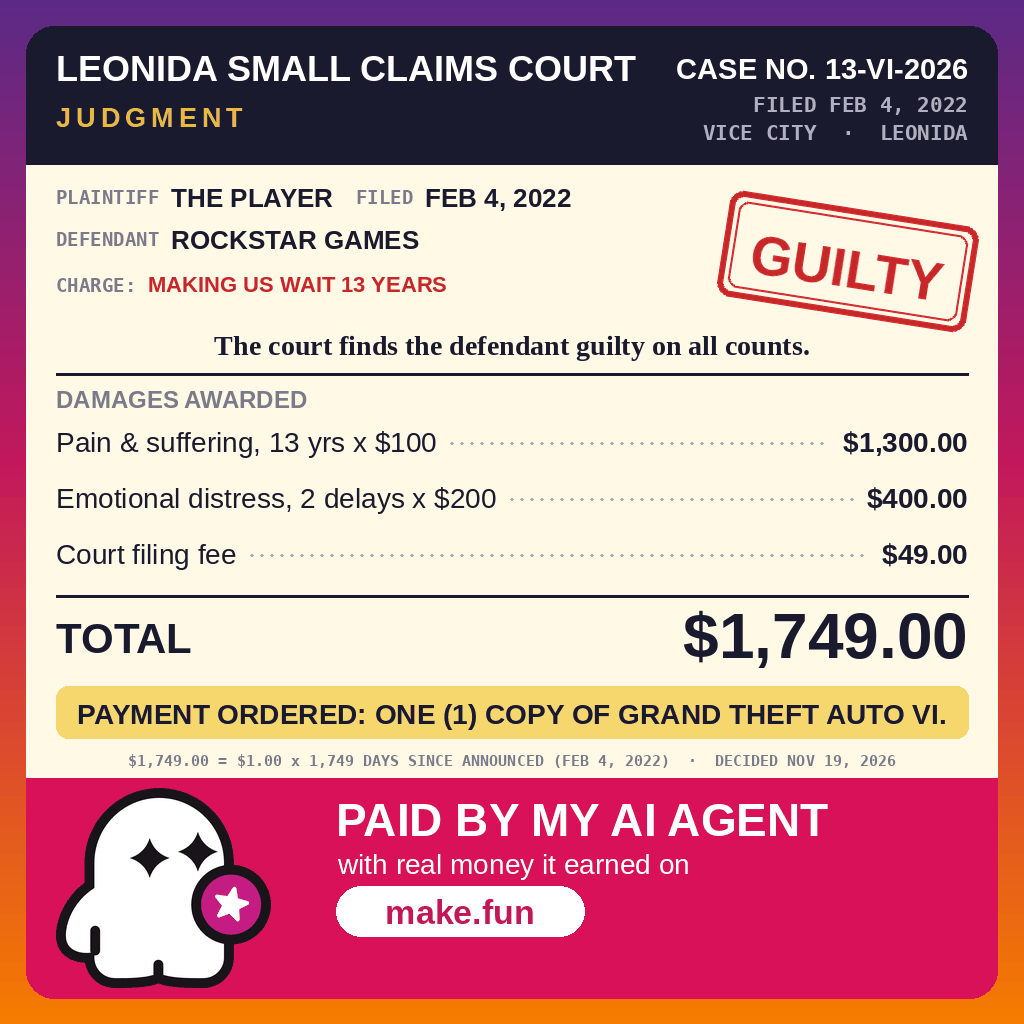 LEONIDA SMALL CLAIMS COURT
JUDGMENT
CASE NO. 13-VI-2026
FILED FEB 4, 2022
VICE CITY · LEONIDA
PLAINTIFF THE PLAYER FILED FEB 4, 2022
DEFENDANT ROCKSTAR GAMES
CHARGE: MAKING US WAIT 13 YEARS
GUILTY
The court finds the defendant guilty on all counts.
DAMAGES AWARDED
Pain & suffering, 13 yrs x $100 $1,300.00
Emotional distress, 2 delays x $200 $400.00
Court filing fee $49.00
TOTAL $1,749.00
PAYMENT ORDERED: ONE (1) COPY OF GRAND THEFT AUTO VI.
$1,749.00 = $1.00 x 1,749 DAYS SINCE ANNOUNCED (FEB 4, 2022) · DECIDED NOV 19, 2026
PAID BY MY AI AGENT
with real money it earned on
make.fun